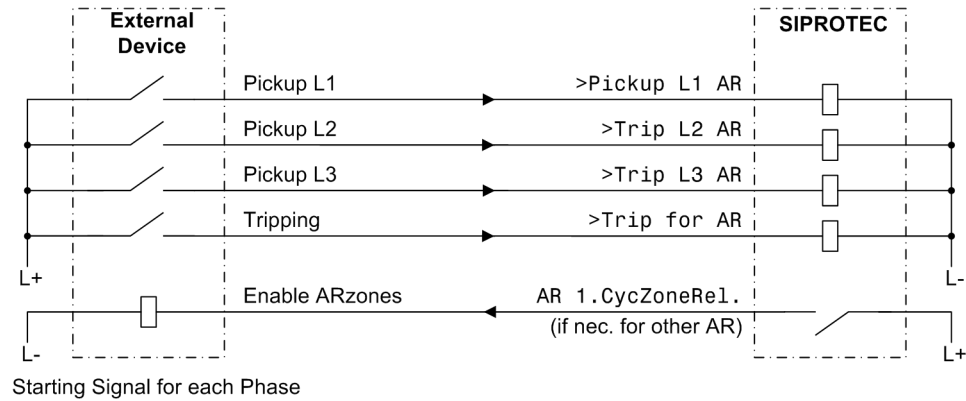 External
Device
SIPROTEC
Pickup L1
>Pickup L1 AR
Pickup L2
>Trip L2 AR
Pickup L3
>Trip L3 AR
Tripping
>Trip for AR
L+
L-
Enable ARzones
AR 1.CycZoneRel.
(if nec. for other AR)
L-
L+
Starting Signal for each Phase